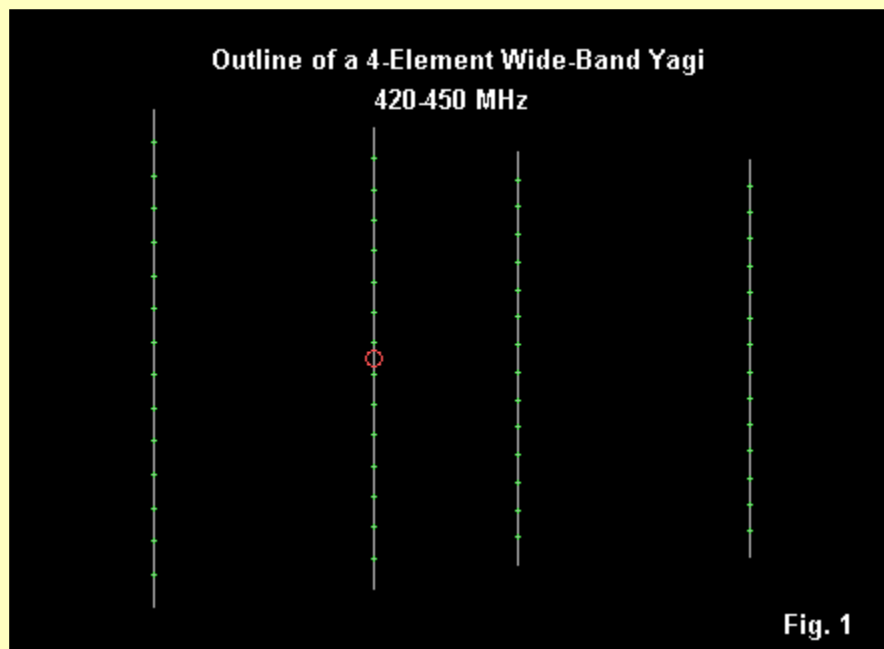 Outline of a 4-Element Wide-Band Yagi
420-450 MHz
Fig. 1